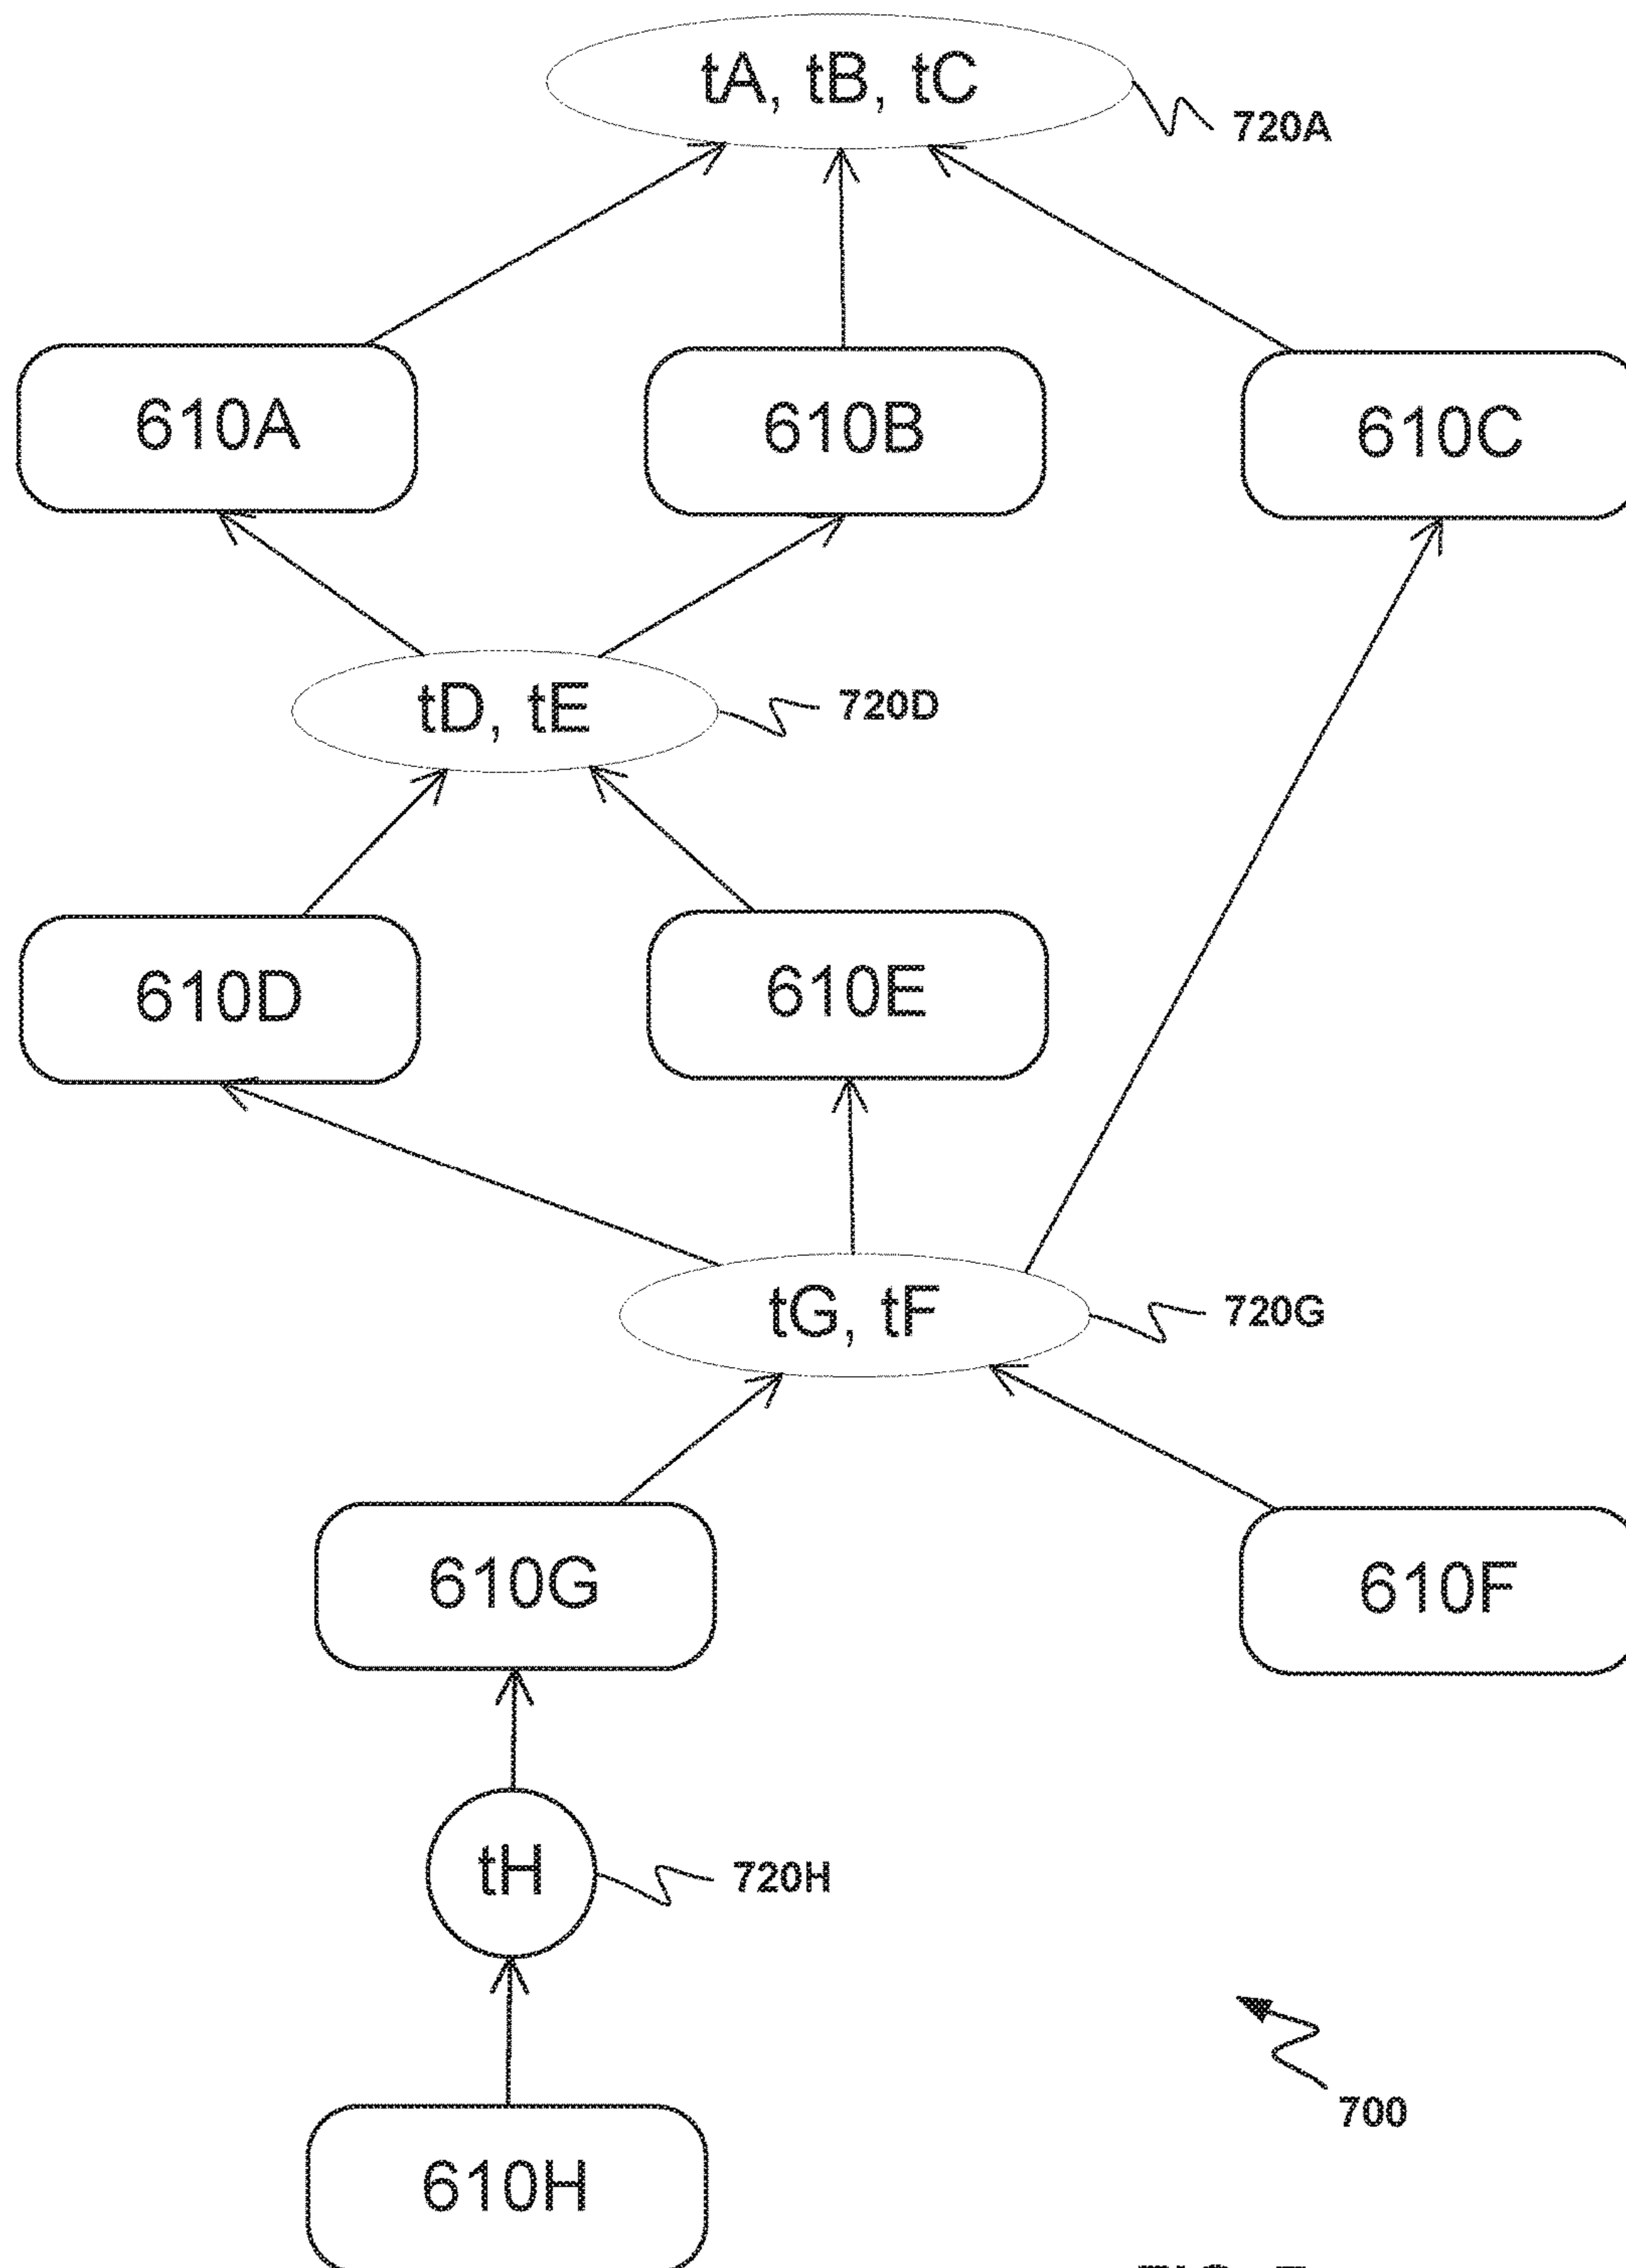 tA, tB, tC
720A
610A
610B
610C
tD, tE
720D
610D
610E
tG, tF
720G
610G
610F
tH
720H
700
610H